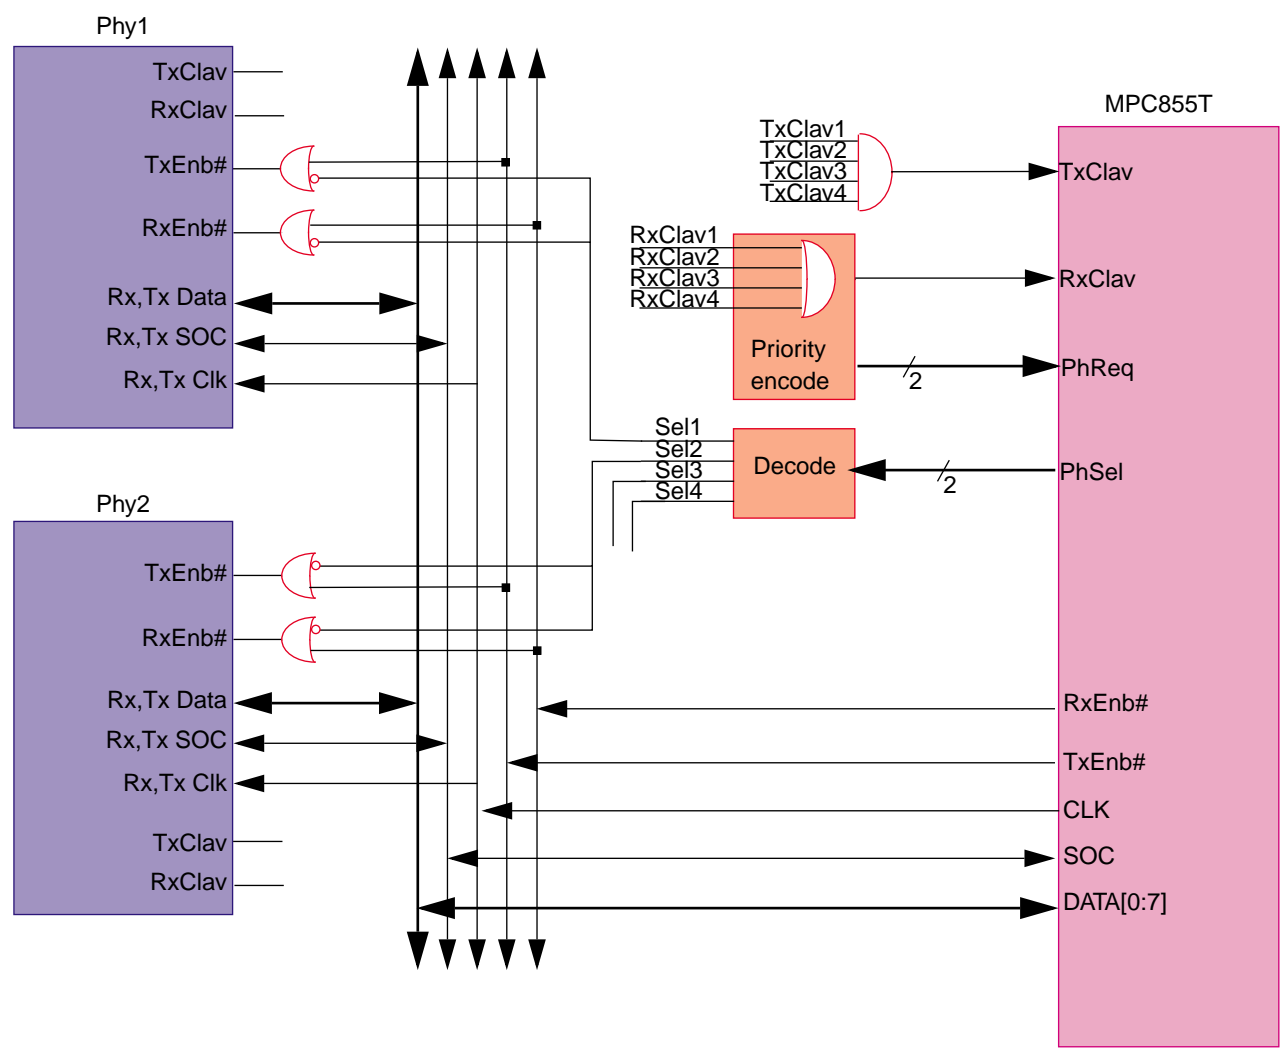 Phy1
TxClav
RxClav
TxEnb#
RxEnb#
Rx,Tx Data
Rx,Tx SOC
Rx,Tx Clk
Phy2
TxEnb#
RxEnb#
Rx,Tx Data
Rx,Tx SOC
Rx,Tx Clk
TxClav
RxClav
TxClav1
TxClav2
TxClav3
TxClav4
RxClav1
RxClav2
RxClav3
RxClav4
Priority
encode
2
Sel1
Sel2
Sel3
Sel4
Decode
2
MPC855T
TxClav
RxClav
PhReq
PhSel
RxEnb#
TxEnb#
CLK
SOC
DATA[0:7]